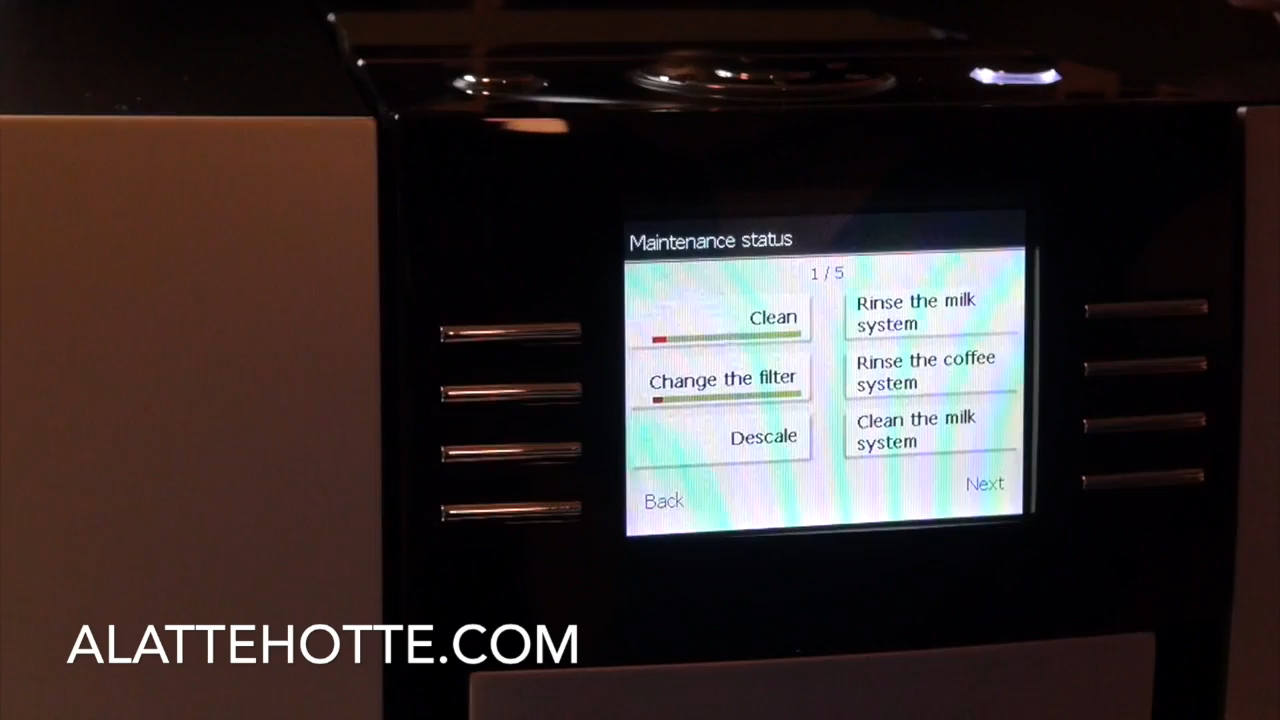 Maintenance status
1 / 5
Clean
Change the filter
Descale
Back
Rinse the milk
system
Rinse the coffee
system
Clean the milk
system
Next
ALATTEHOTTE.COM